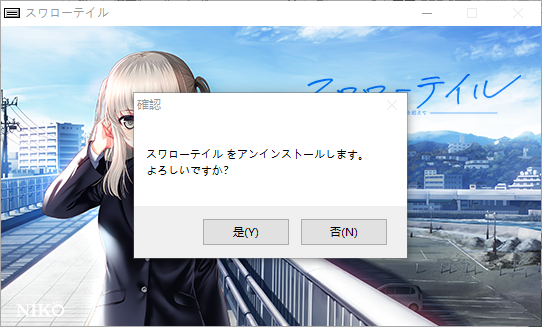 スワローテイル
スワローテイル
確認
スワローテイル をアンインストールします。
よろしいですか?
是(Y)
否(N)
NIKO